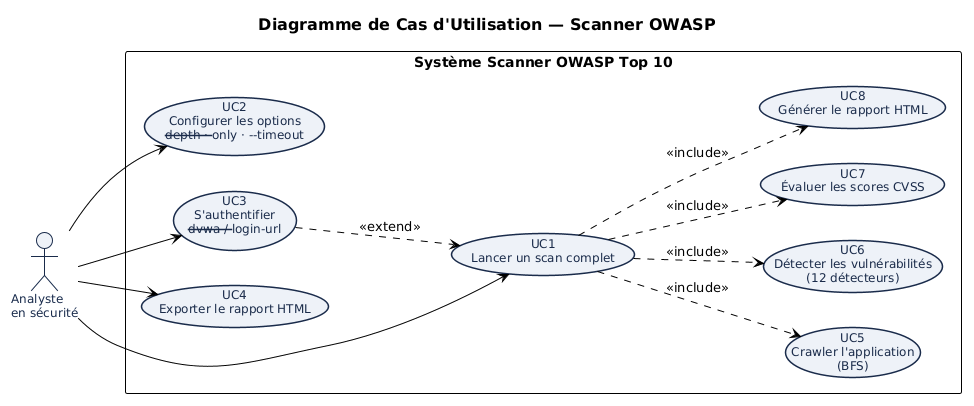 Diagramme de Cas d'Utilisation — Scanner OWASP
Système Scanner OWASP Top 10
UC2
Configurer les options
depth · only · --timeout
UC3
S'authentifier
dvwa / login-url
UC4
Exporter le rapport HTML
Analyste
en sécurité
«extend»
UC1
Lancer un scan complet
«include»
«include»
«include»
«include»
UC8
Générer le rapport HTML
UC7
Évaluer les scores CVSS
UC6
Détecter les vulnérabilités
(12 détecteurs)
UC5
Crawler l'application
(BFS)